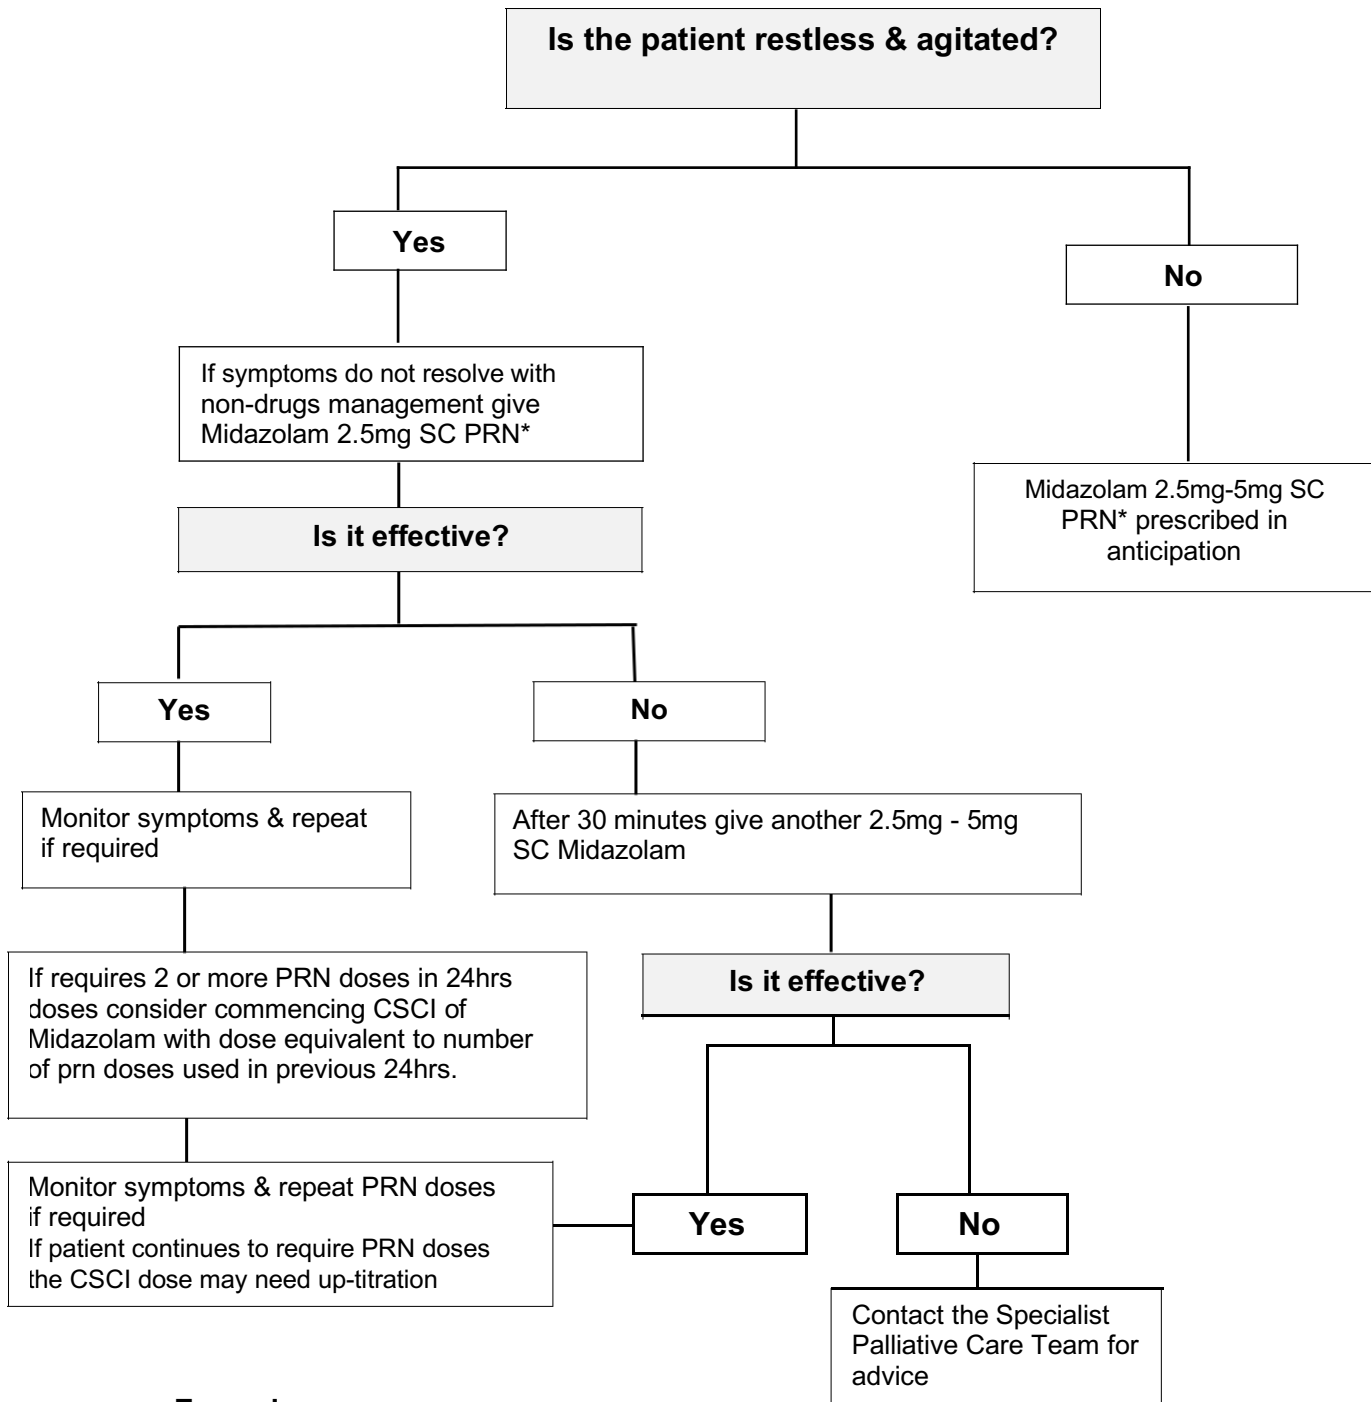 Is the patient restless & agitated?
Yes
No
If symptoms do not resolve with
non-drugs management give
Midazolam 2.5mg SC PRN*
Midazolam 2.5mg-5mg SC
PRN* prescribed in
anticipation
Is it effective?
Yes
No
Monitor symptoms & repeat
if required
After 30 minutes give another 2.5mg - 5mg
SC Midazolam
If requires 2 or more PRN doses in 24hrs
doses consider commencing CSCI of
Midazolam with dose equivalent to number
of prn doses used in previous 24hrs.
Is it effective?
Monitor symptoms & repeat PRN doses
if required
If patient continues to require PRN doses
the CSCI dose may need up-titration
Yes
No
Contact the Specialist
Palliative Care Team for
advice